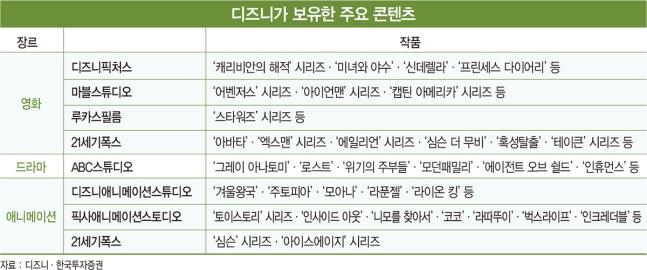 디즈니가 보유한 주요 콘텐츠
장르 작품
영화 디즈니픽처스 ‘캐리비안의 해적’ 시리즈 · ‘미녀와 야수’ · ‘신데렐라’ · ‘프린세스 다이어리’ 등
마블스튜디오 ‘어벤저스’ 시리즈 · ‘아이언맨’ 시리즈 · ‘캡틴 아메리카’ 시리즈 등
루카스필름 ‘스타워즈’ 시리즈 등
21세기폭스 ‘아바타’ · ‘엑스맨’ 시리즈 · ‘에일리언’ 시리즈 · ‘심슨 더 무비’ · ‘혹성탈출’ · ‘테이큰’ 시리즈 등
드라마 ABC스튜디오 ‘그레이 아나토미’ · ‘로스트’ · ‘위기의 주부들’ · ‘모던패밀리’ · ‘에이전트 오브 쉴드’ · ‘인휴먼스’ 등
애니메이션 디즈니애니메이션스튜디오 ‘겨울왕국’ · ‘주토피아’ · ‘모아나’ · ‘라푼젤’ · ‘라이온 킹’ 등
픽사애니메이션스토디오 ‘토이스토리’ 시리즈 · ‘인사이드 아웃’ · ‘니모를 찾아서’ · ‘코코’ · ‘라따뚜이’ · ‘벅스라이프’ · ‘인크레더블’ 등
21세기폭스 ‘심슨’ 시리즈 · ‘아이스에이지’ 시리즈
자료 : 디즈니 · 한국투자증권